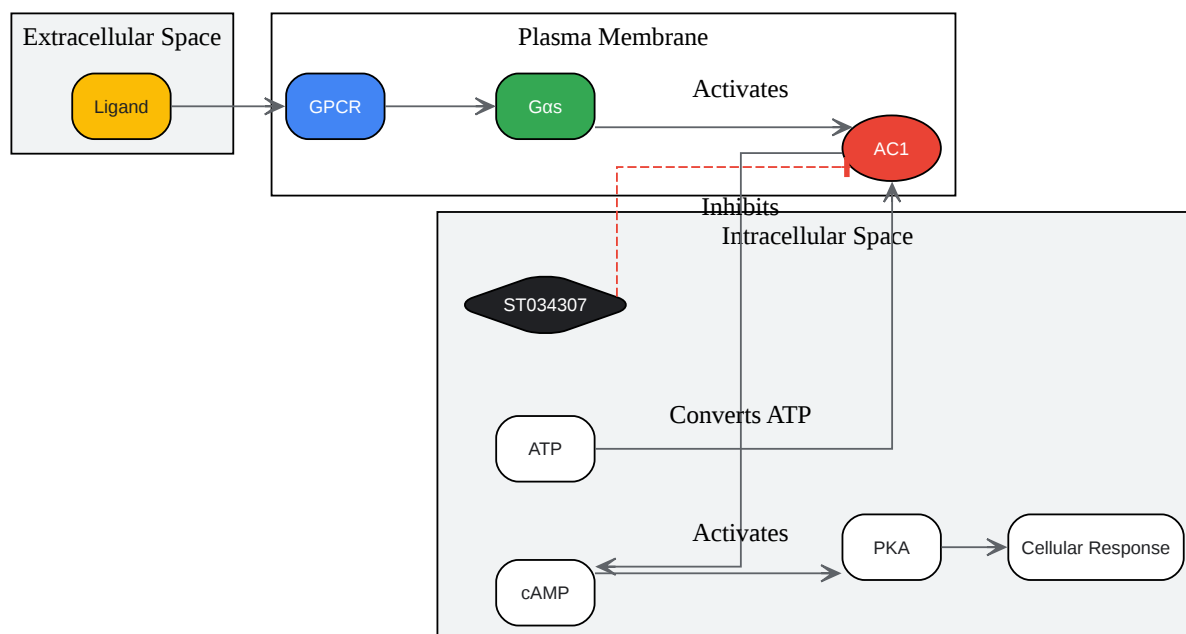 Extracellular Space
Plasma Membrane
Ligand
GPCR
Gαs
Activates
AC1
Inhibits
Intracellular Space
ST034307
Converts ATP
ATP
Activates
PKA
Cellular Response
cAMP